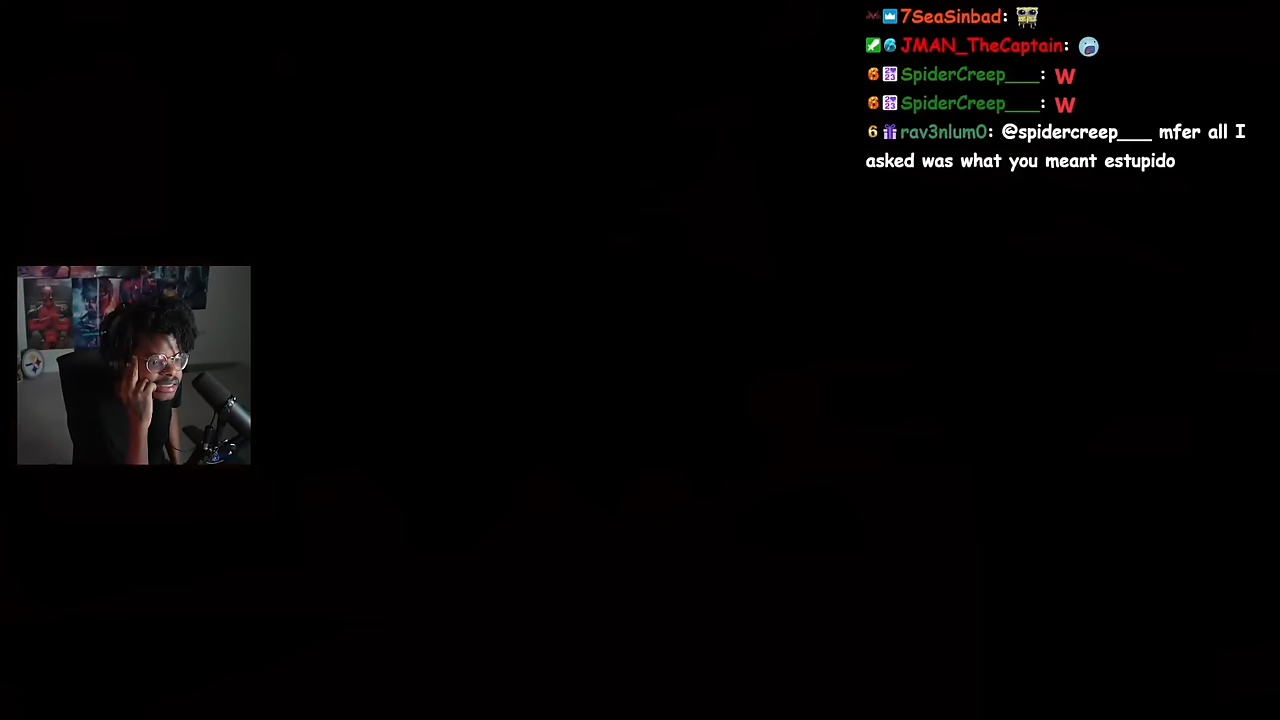 7SeaSinbad:
JMAN_TheCaptain:
SpiderCreep___: W
SpiderCreep___: W
6 rav3nlum0: @spidercreep___ mfer all I
asked was what you meant estupido